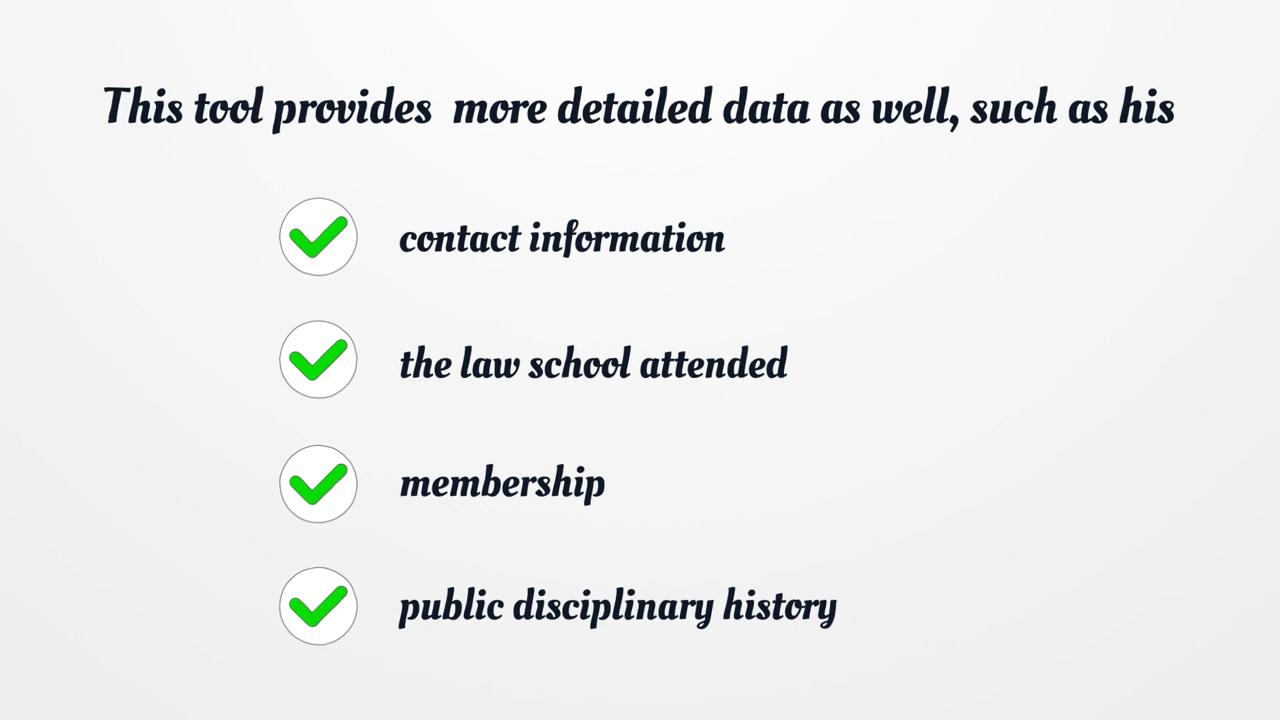 This tool provides  more detailed data as well, such as his
contact information
the law school attended
membership
public disciplinary history